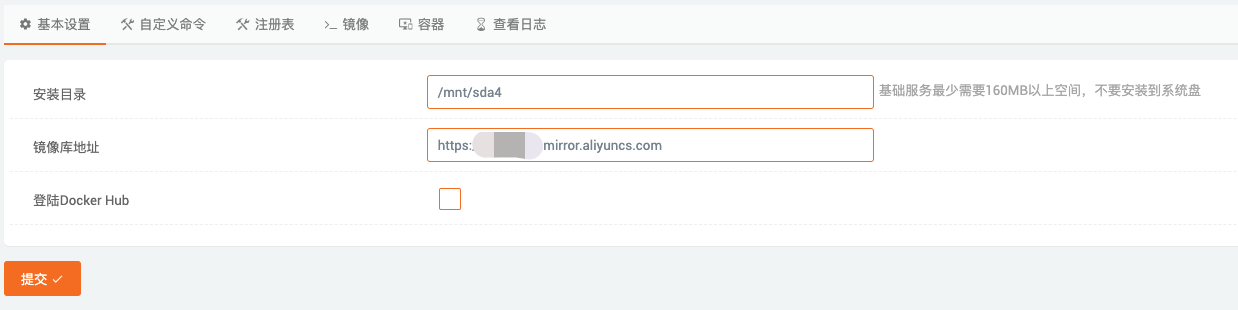 基本设置 自定义命令 注册表 镜像 容器 查看日志
安装目录 /mnt/sda4 基础服务最少需要160MB以上空间，不要安装到系统盘
镜像库地址 https: mirror.aliyuncs.com
登陆Docker Hub
提交